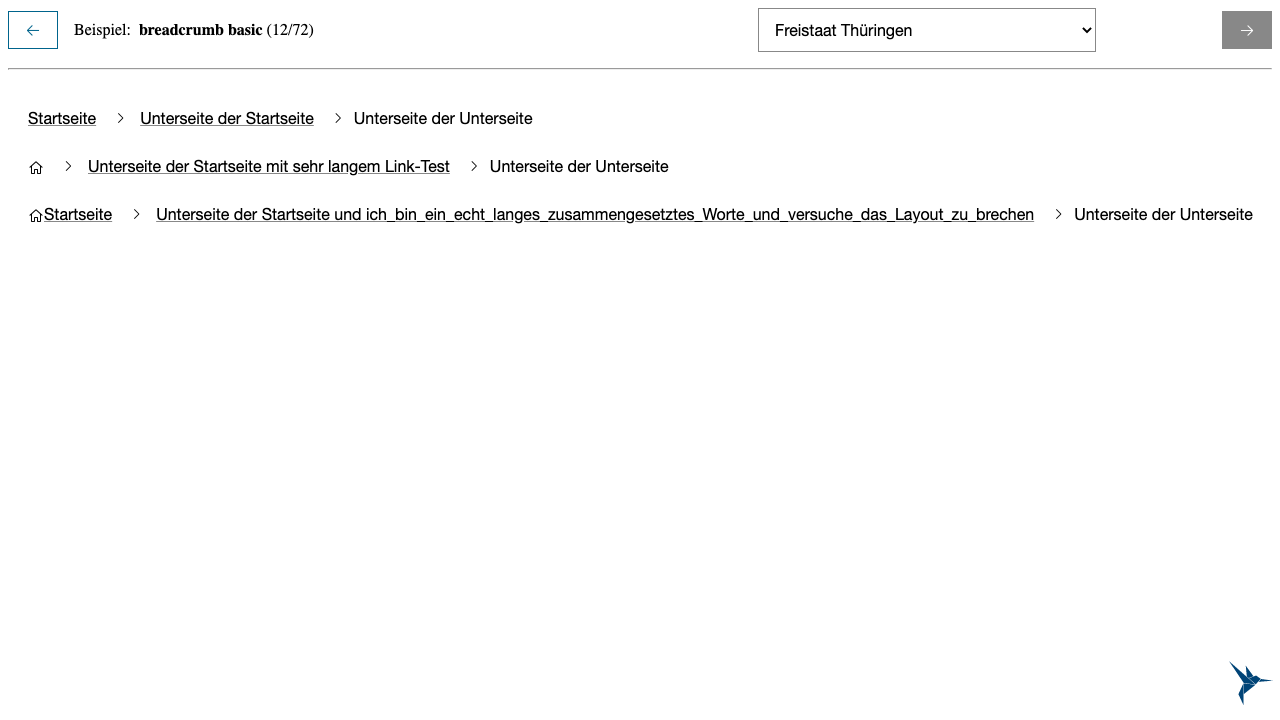 Beispiel: breadcrumb basic (12/72) Freistaat Thüringen
Startseite Unterseite der Startseite Unterseite der Unterseite
Unterseite der Startseite mit sehr langem Link-Test Unterseite der Unterseite
Startseite Unterseite der Startseite und ich_bin_ein_echt_langes_zusammengesetztes_Worte_und_versuche_das_Layout_zu_brechen Unterseite der Unterseite